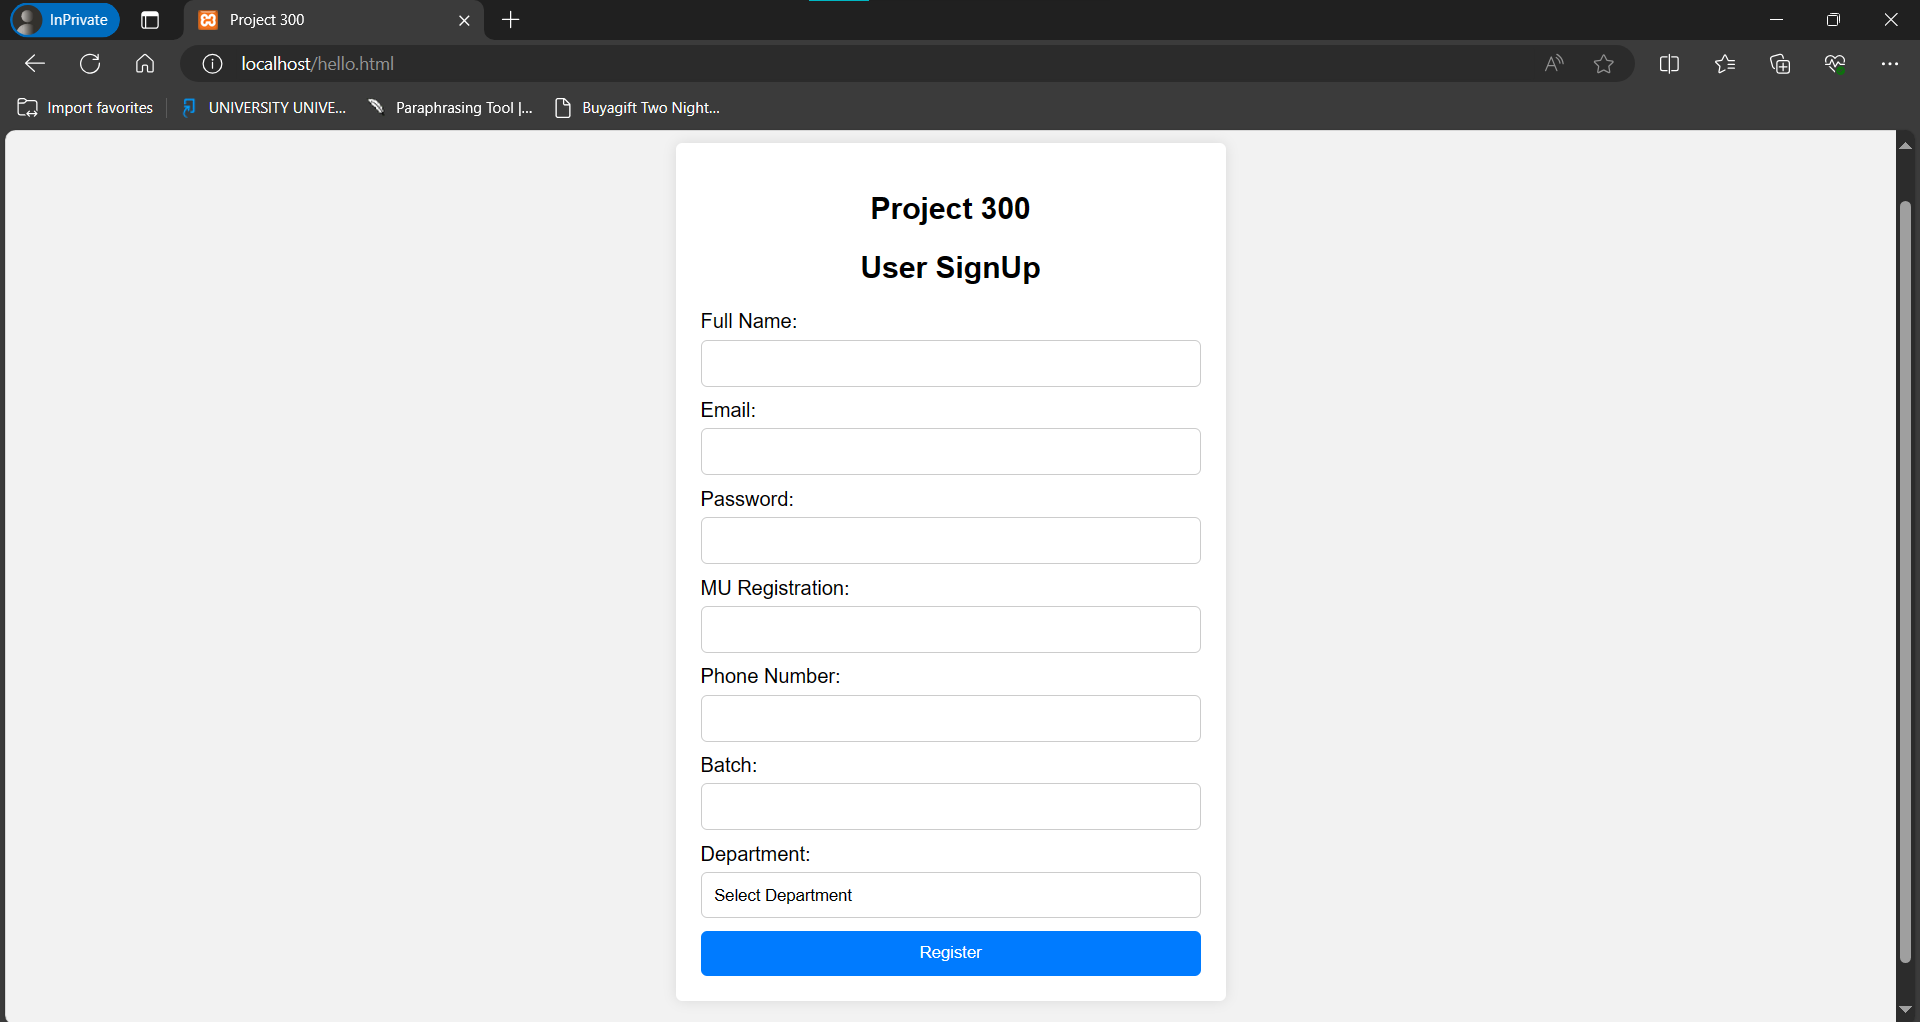 InPrivate
Project 300
localhost/hello.html
Import favorites
UNIVERSITY UNIVE...
Paraphrasing Tool |...
Buyagift Two Night...
Project 300
User SignUp
Full Name:
Email:
Password:
MU Registration:
Phone Number:
Batch:
Department:
Select Department
Register